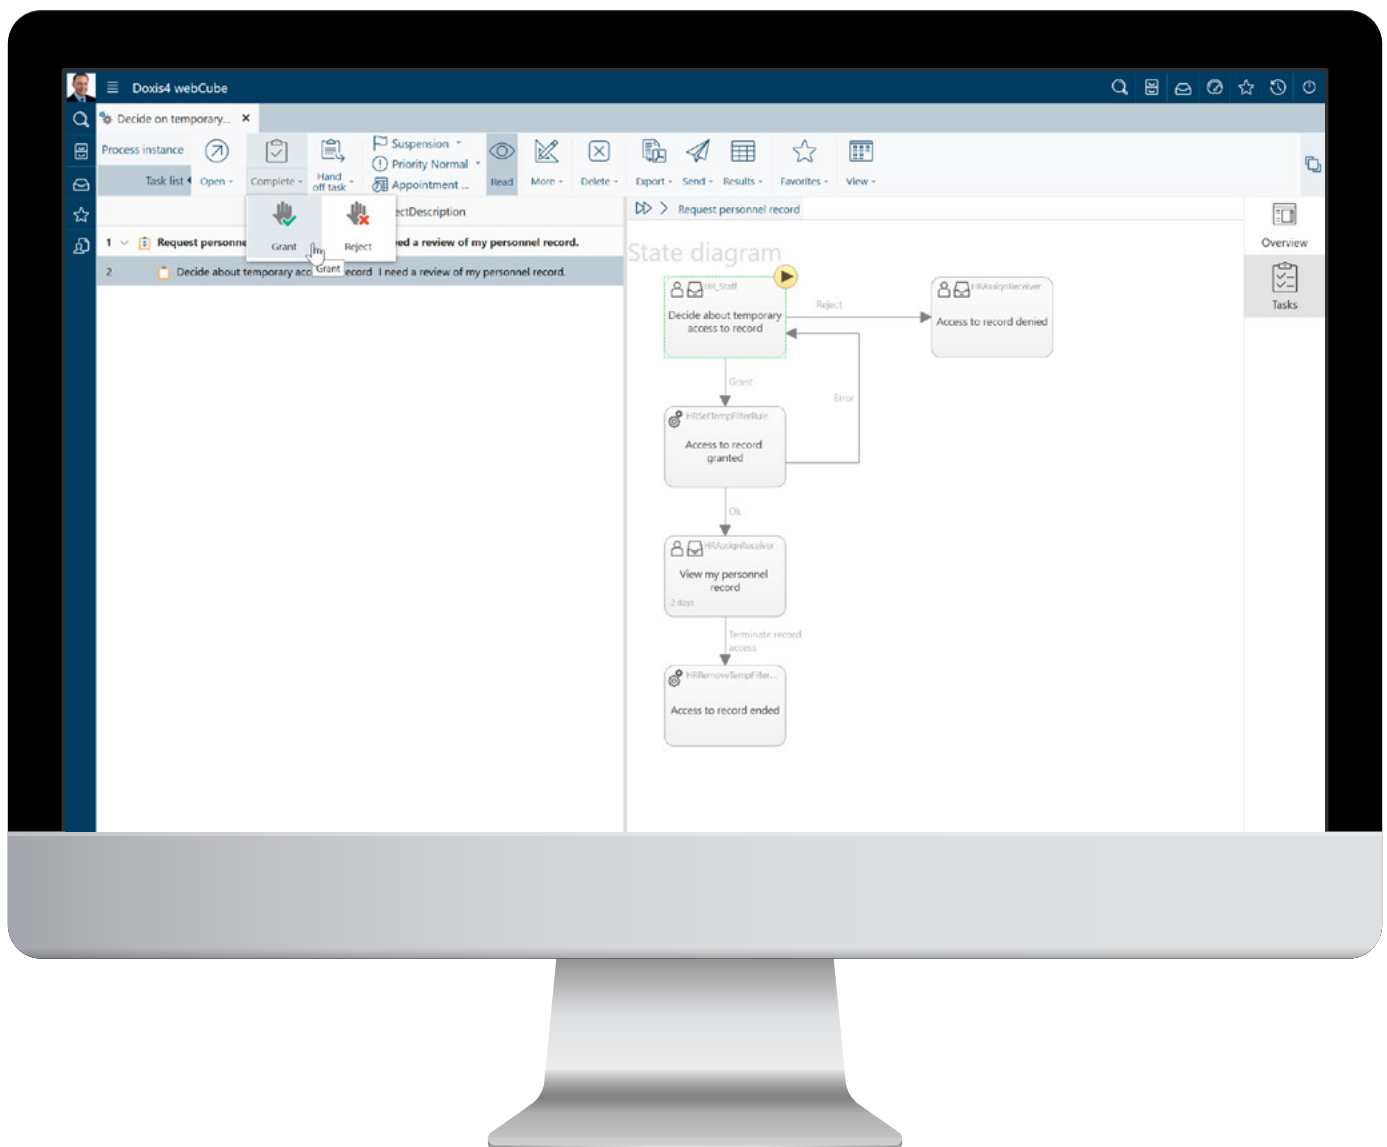 Doxis4 webCube
Decide on temporary...
Process instance
Task list
Open
Complete
Hand
off task
Suspension
Priority Normal
Appointment ...
Read
More
Delete
Export
Send
Results
Favorites
View
Grant
Reject
Grant
ectDescription
1 Request personne
eed a review of my personnel record.
2 Decide about temporary acc
ecord I need a review of my personnel record.
Request personnel record
Overview
Tasks
State diagram
HR_Staff
Decide about temporary
access to record
Reject
HRAssignReceiver
Access to record denied
Grant
Error
HRSetTempFilterRule
Access to record
granted
Ok
HRAssignReceiver
View my personnel
record
2 days
Terminate record
access
HRRemoveTempFilter...
Access to record ended